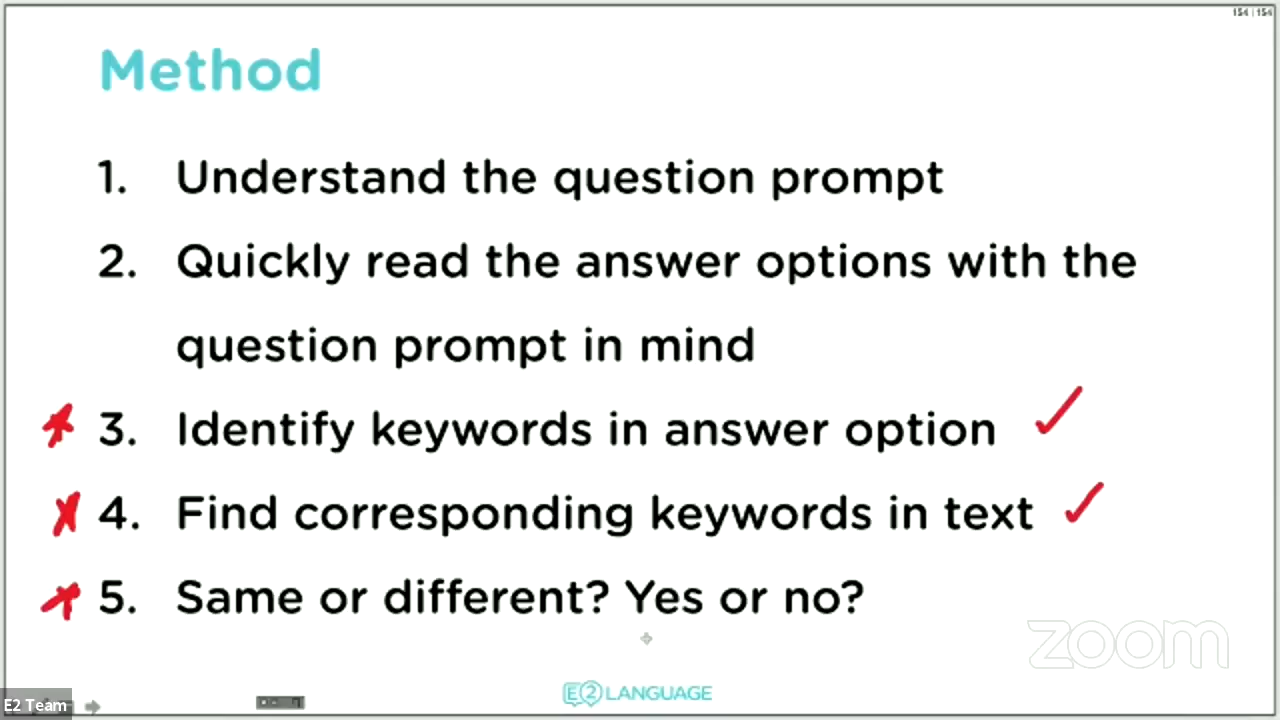 154 | 154
Method
1. Understand the question prompt
2. Quickly read the answer options with the
question prompt in mind
3. Identify keywords in answer option
4. Find corresponding keywords in text
5. Same or different? Yes or no?
zoom
E2 Team
E2 LANGUAGE